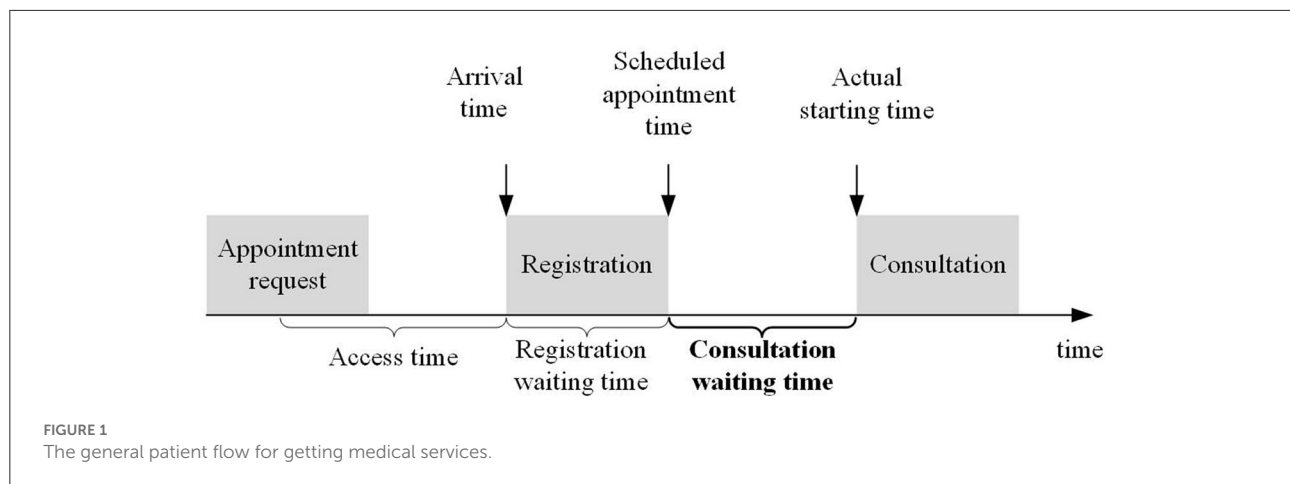 Arrival
time
Scheduled
appointment
time
Actual
starting time
Appointment
request
Registration
Consultation
Access time
Registration
waiting time
Consultation
waiting time
time
FIGURE 1
The general patient flow for getting medical services.